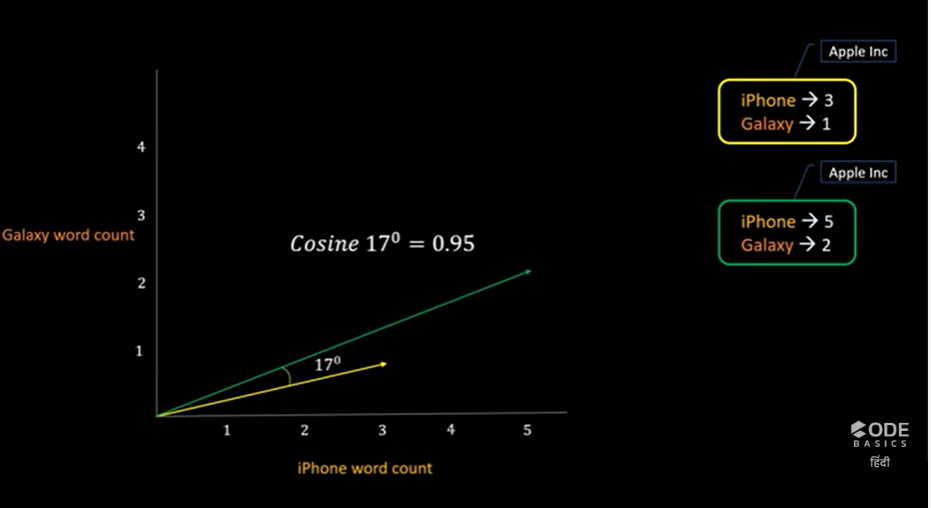 Apple Inc
iPhone → 3
Galaxy → 1
Apple Inc
iPhone → 5
Galaxy → 2
4
3
Galaxy word count
2
1
Cosine 17⁰ = 0.95
17⁰
1 2 3 4 5
iPhone word count
CODE
BASICS
हिंदी